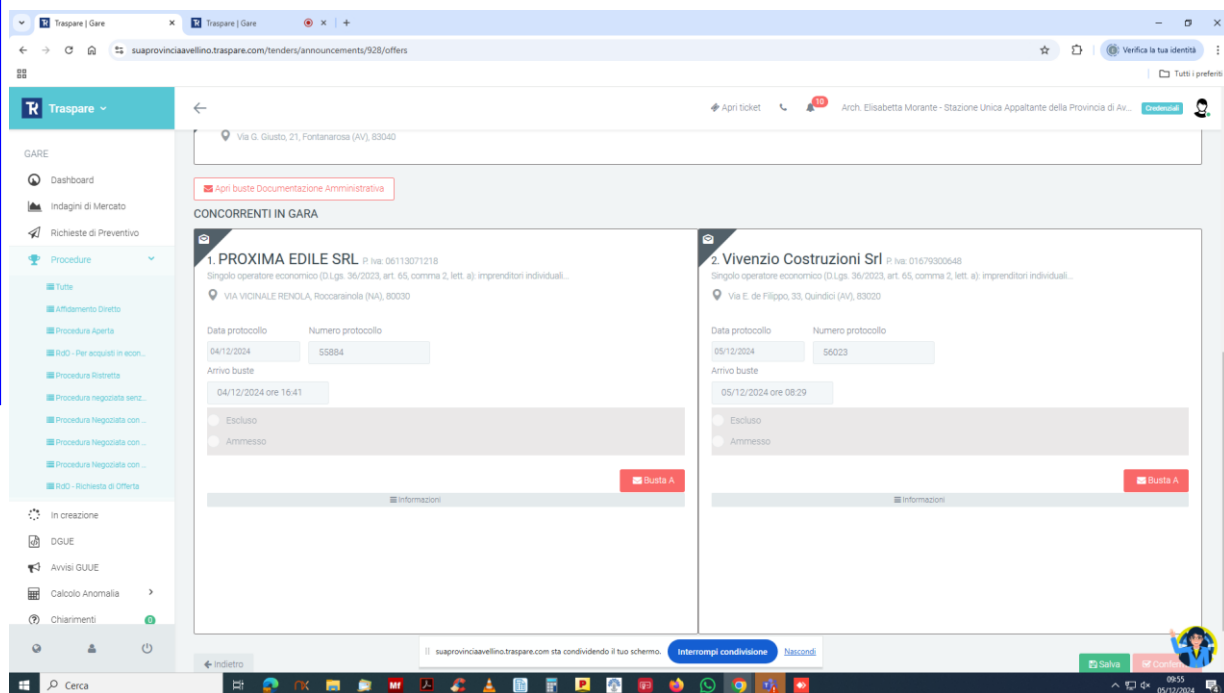 Traspare | Gare
Traspare | Gare
suaprovinciaavellino.traspare.com/tenders/announcements/928/offers
Verifica la tua identità
Tutti i preferiti
Traspare
Apri ticket
10
Arch. Elisabetta Morante - Stazione Unica Appaltante della Provincia di Av...
Credenziali
GARE
Dashboard
Indagini di Mercato
Richieste di Preventivo
Procedure
Tutte
Affidamento Diretto
Procedura Aperta
RdO - Per acquisti in econ...
Procedura Ristretta
Procedura negoziata senz...
Procedura Negoziata con ...
Procedura Negoziata con ...
Procedura Negoziata con ...
RdO - Richiesta di Offerta
In creazione
DGUE
Avvisi GUUE
Calcolo Anomalia
Chiarimenti
0
Via G. Giusto, 21, Fontanarosa (AV), 83040
Apri buste Documentazione Amministrativa
CONCORRENTI IN GARA
1. PROXIMA EDILE SRL P. Iva: 06113071218
Singolo operatore economico (D.Lgs. 36/2023, art. 65, comma 2, lett. a): imprenditori individuali...
VIA VICINALE RENOLA, Roccarainola (NA), 80030
Data protocollo Numero protocollo
04/12/2024 55884
Arrivo buste
04/12/2024 ore 16:41
Escluso
Ammesso
Busta A
Informazioni
2. Vivenzio Costruzioni Srl P. Iva: 01679300648
Singolo operatore economico (D.Lgs. 36/2023, art. 65, comma 2, lett. a): imprenditori individuali...
Via E. de Filippo, 33, Quindici (AV), 83020
Data protocollo Numero protocollo
05/12/2024 56023
Arrivo buste
05/12/2024 ore 08:29
Escluso
Ammesso
Busta A
Informazioni
suaprovinciaavellino.traspare.com sta condividendo il tuo schermo.
Interrompi condivisione
Nascondi
Indietro
Salva
Cerca
Mf
09:55
05/12/2024